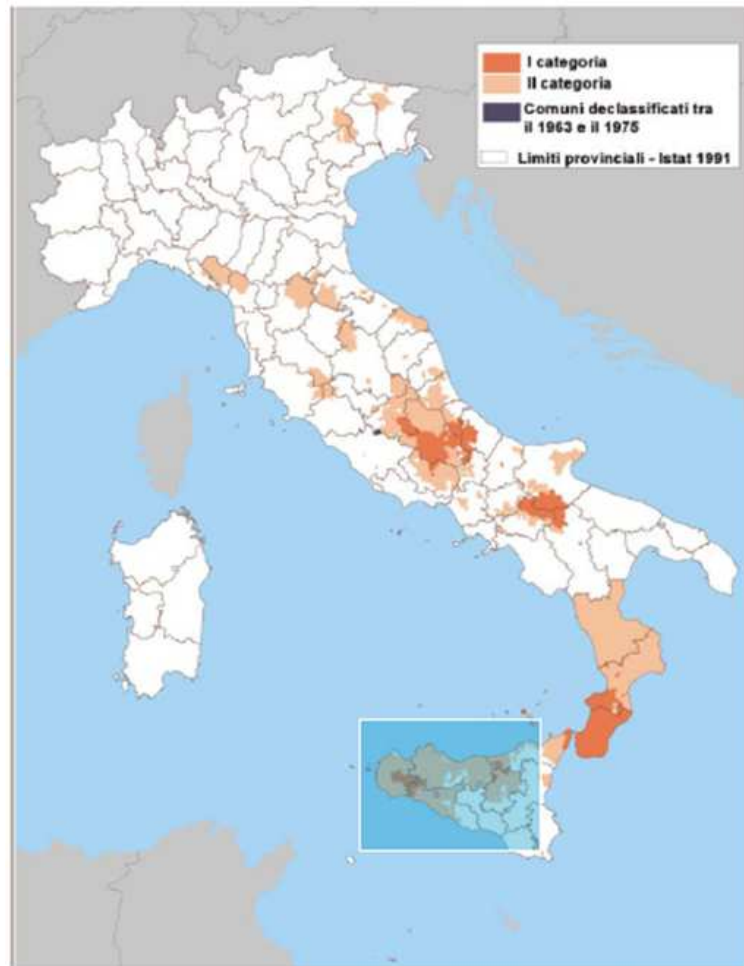 I categoria
II categoria
Comuni declassificati tra
il 1963 e il 1975
Limiti provinciali - Istat 1991